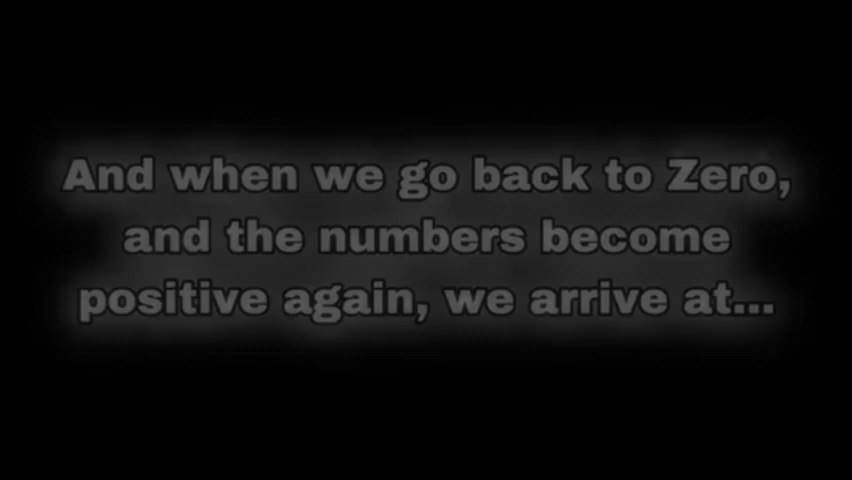 And when we go back to Zero,
and the numbers become
positive again, we arrive at...